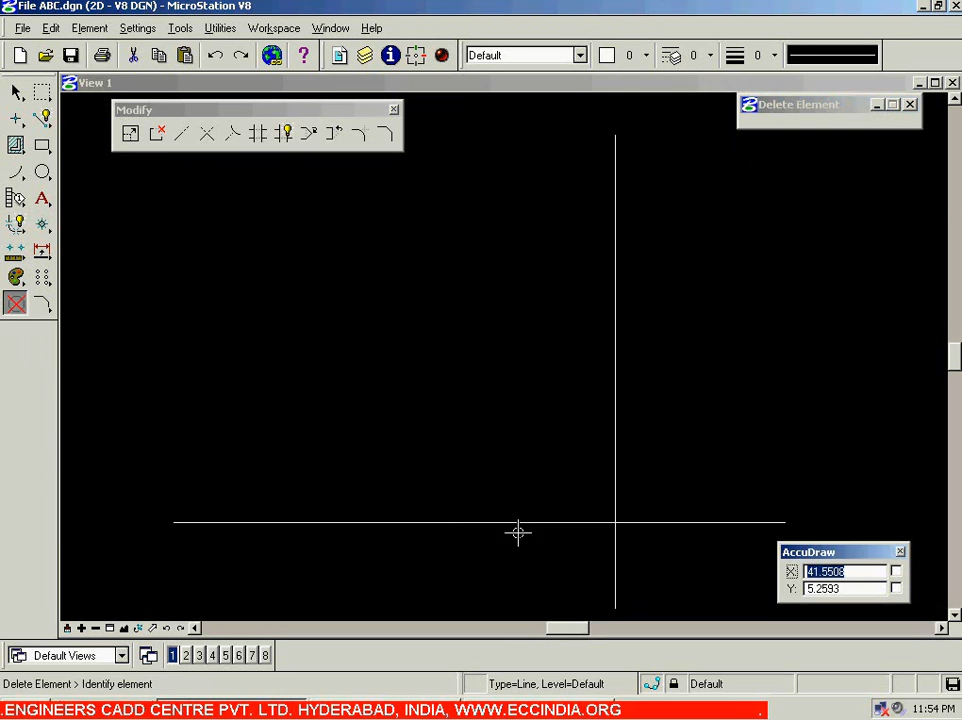 File ABC.dgn (2D - V8 DGN) - MicroStation V8
File Edit Element Settings Tools Utilities Workspace Window Help
Default 0 0 0
View 1
Modify
Delete Element
AccuDraw
X: 41.5508
Y: 5.2593
Default Views 1 2 3 4 5 6 7 8
Delete Element > Identify element
Type=Line, Level=Default
Default
.ENGINEERS CADD CENTRE PVT. LTD. HYDERABAD, INDIA, WWW.ECCINDIA.ORG .
11:54 PM